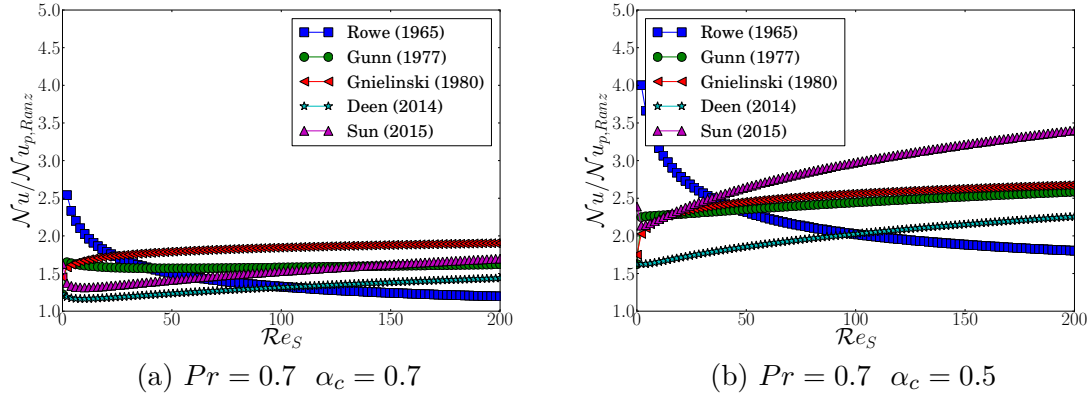 5.0
4.5
4.0
3.5
3.0
2.5
2.0
1.5
1.0
𝒩u/𝒩u_{p,Ranz}
Rowe (1965)
Gunn (1977)
Gnielinski (1980)
Deen (2014)
Sun (2015)
0 50 100 150 200
ℛe_S
(a) Pr = 0.7 α_c = 0.7
5.0
4.5
4.0
3.5
3.0
2.5
2.0
1.5
1.0
𝒩u/𝒩u_{p,Ranz}
Rowe (1965)
Gunn (1977)
Gnielinski (1980)
Deen (2014)
Sun (2015)
0 50 100 150 200
ℛe_S
(b) Pr = 0.7 α_c = 0.5